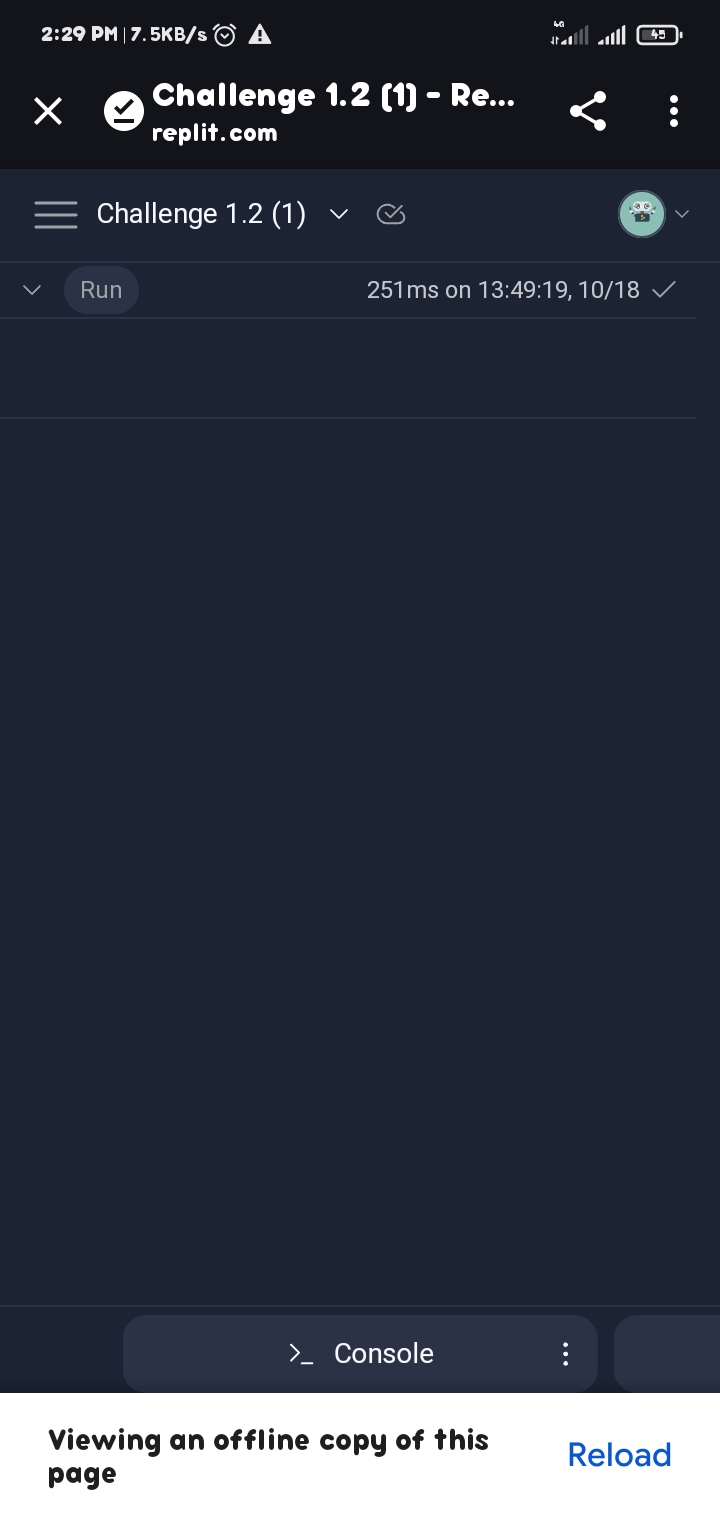 2:29 PM | 7.5KB/s
4G
45
Challenge 1.2 (1) - Re...
replit.com
Challenge 1.2 (1)
Run
251ms on 13:49:19, 10/18
>_ Console
Viewing an offline copy of this
page
Reload